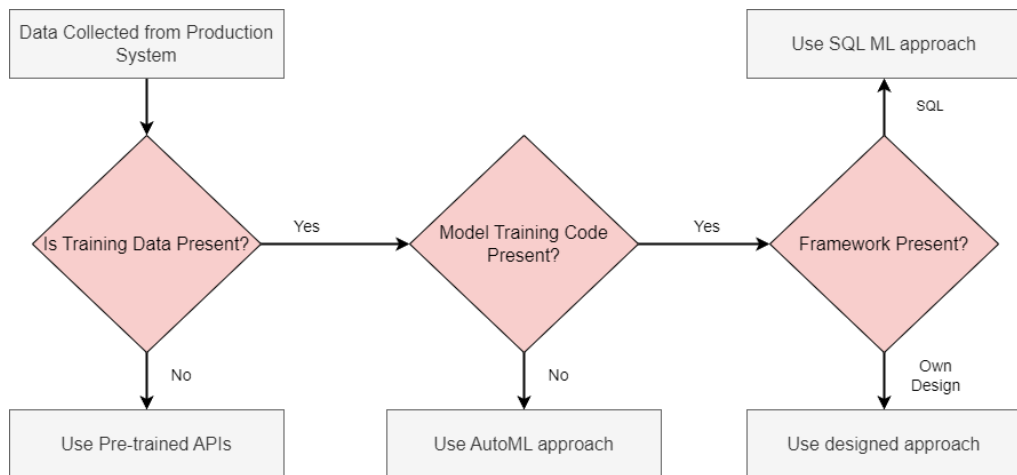 Data Collected from Production
System
Use SQL ML approach
SQL
Is Training Data Present?
Yes
Model Training Code
Present?
Yes
Framework Present?
No
No
Own
Design
Use Pre-trained APIs
Use AutoML approach
Use designed approach